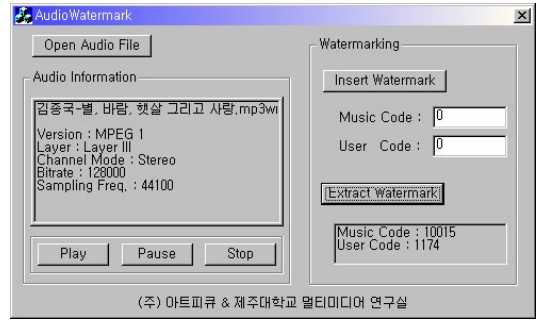 AudioWatermark
Open Audio File
Audio Information
김종국-별, 바람, 햇살 그리고 사랑,mp3
Version : MPEG 1
Layer : Layer III
Channel Mode : Stereo
Bitrate : 128000
Sampling Freq, : 44100
Play
Pause
Stop
Watermarking
Insert Watermark
Music Code : 0
User Code : 0
Extract Watermark
Music Code : 10015
User Code : 1174
(주) 아트피큐 & 제주대학교 멀티미디어 연구실